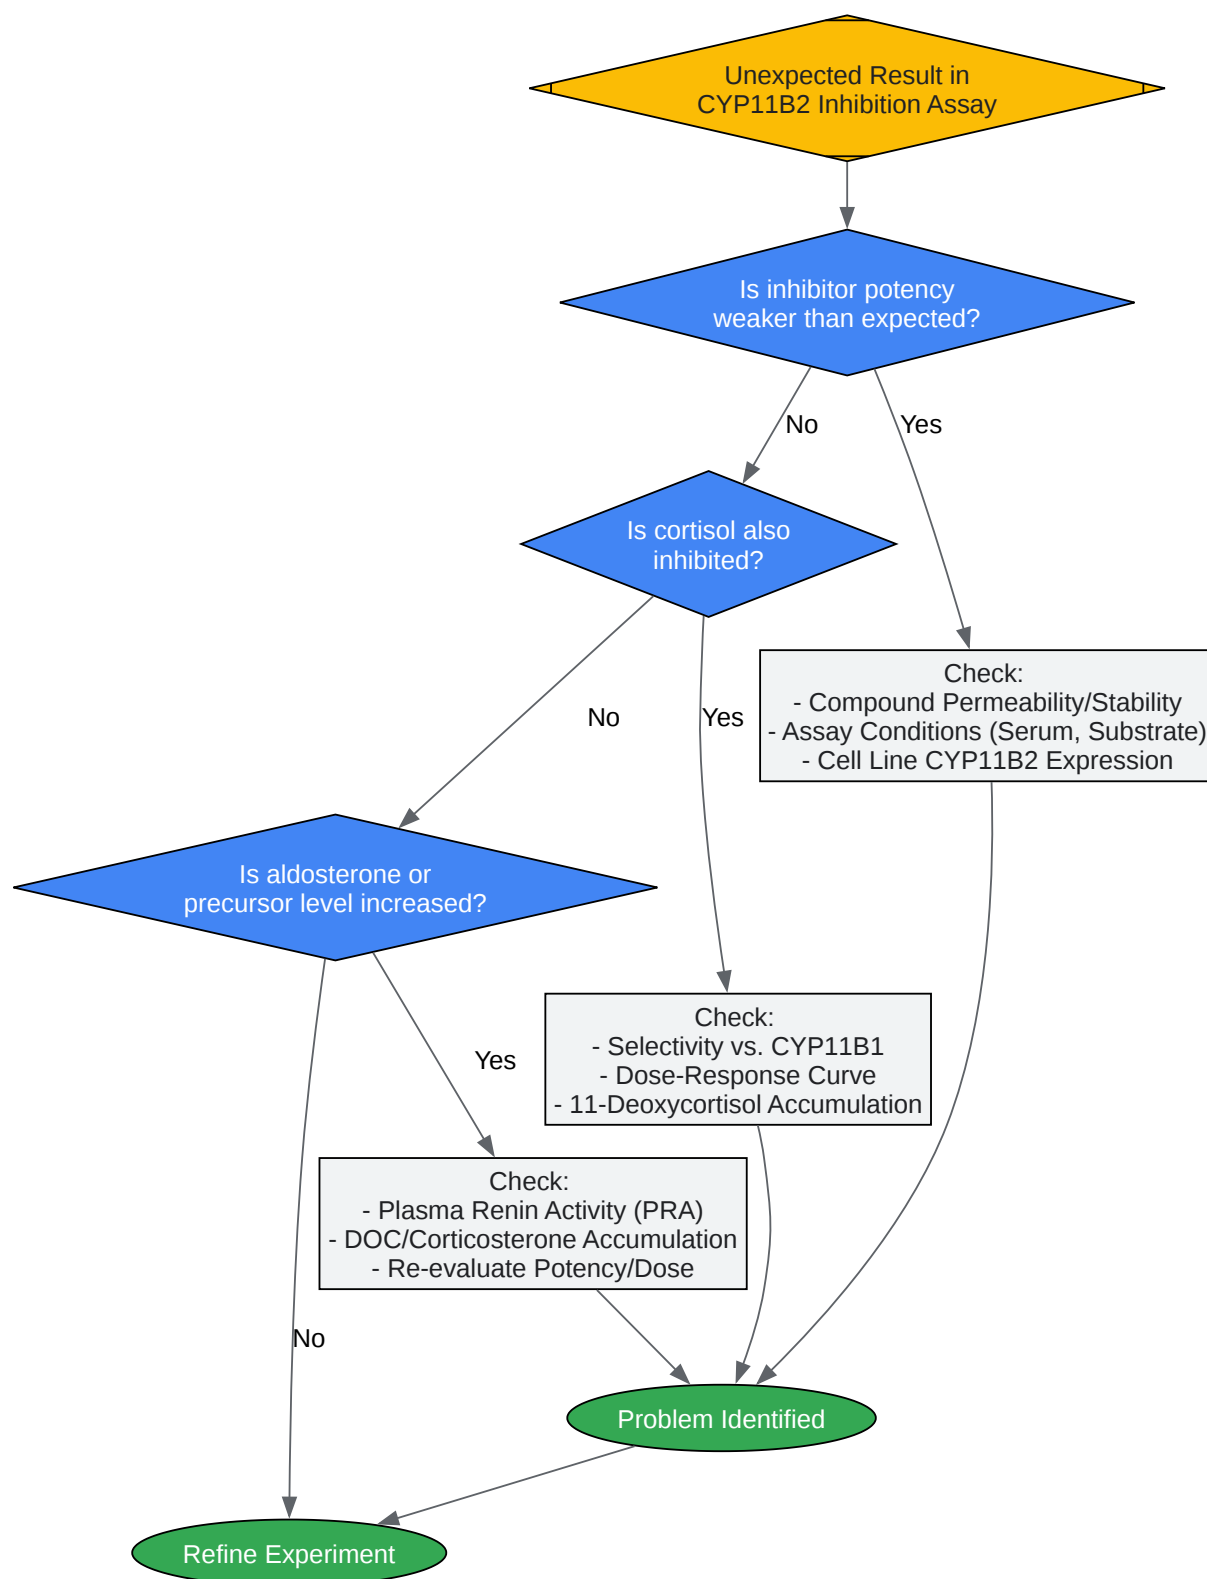 Unexpected Result in
CYP11B2 Inhibition Assay
Is inhibitor potency
weaker than expected?
No
Yes
Is cortisol also
inhibited?
Check:
- Compound Permeability/Stability
- Assay Conditions (Serum, Substrate)
- Cell Line CYP11B2 Expression
No
Yes
Is aldosterone or
precursor level increased?
Check:
- Selectivity vs. CYP11B1
- Dose-Response Curve
- 11-Deoxycortisol Accumulation
Yes
Check:
- Plasma Renin Activity (PRA)
- DOC/Corticosterone Accumulation
- Re-evaluate Potency/Dose
No
Problem Identified
Refine Experiment